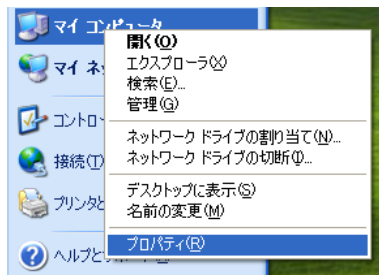 マイ コンピュータ
開く(O)
エクスプローラ(X)
検索(E)...
管理(G)
マイ ネ
ネットワーク ドライブの割り当て(N)...
ネットワーク ドライブの切断(I)...
コントロ
接続(T)
デスクトップに表示(S)
名前の変更(M)
プリンタと
プロパティ(R)
ヘルプと